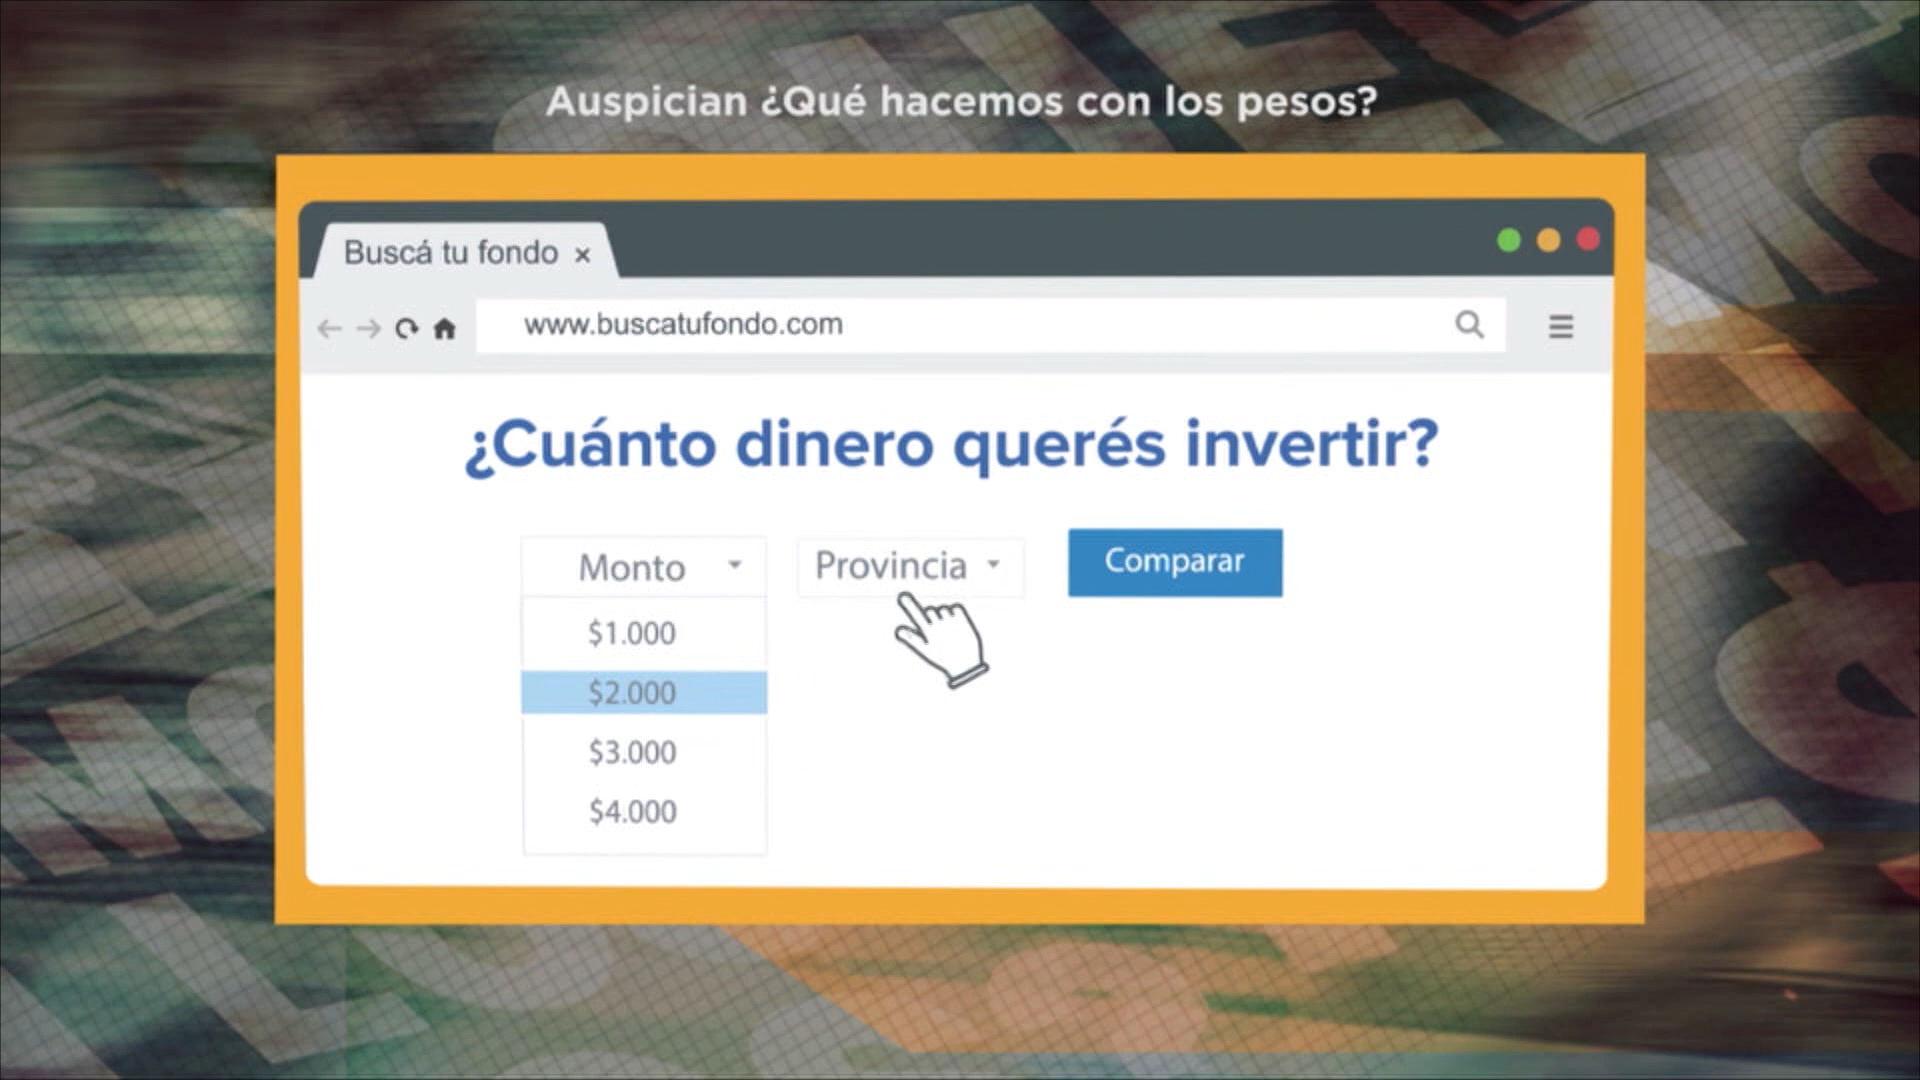 Auspician ¿Qué hacemos con los pesos?
Buscá tu fondo ×
www.buscatufondo.com
¿Cuánto dinero querés invertir?
Monto Provincia Comparar
$1.000
$2.000
$3.000
$4.000